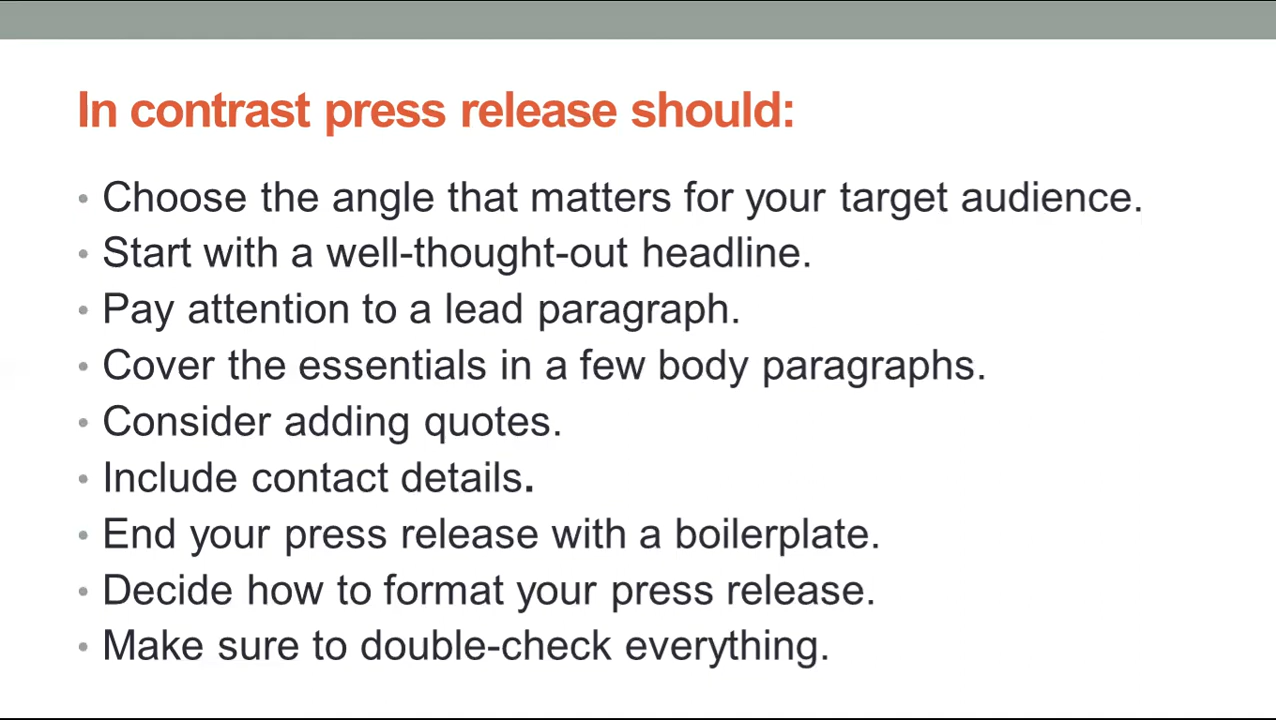 In contrast press release should:
• Choose the angle that matters for your target audience.
• Start with a well-thought-out headline.
• Pay attention to a lead paragraph.
• Cover the essentials in a few body paragraphs.
• Consider adding quotes.
• Include contact details.
• End your press release with a boilerplate.
• Decide how to format your press release.
• Make sure to double-check everything.